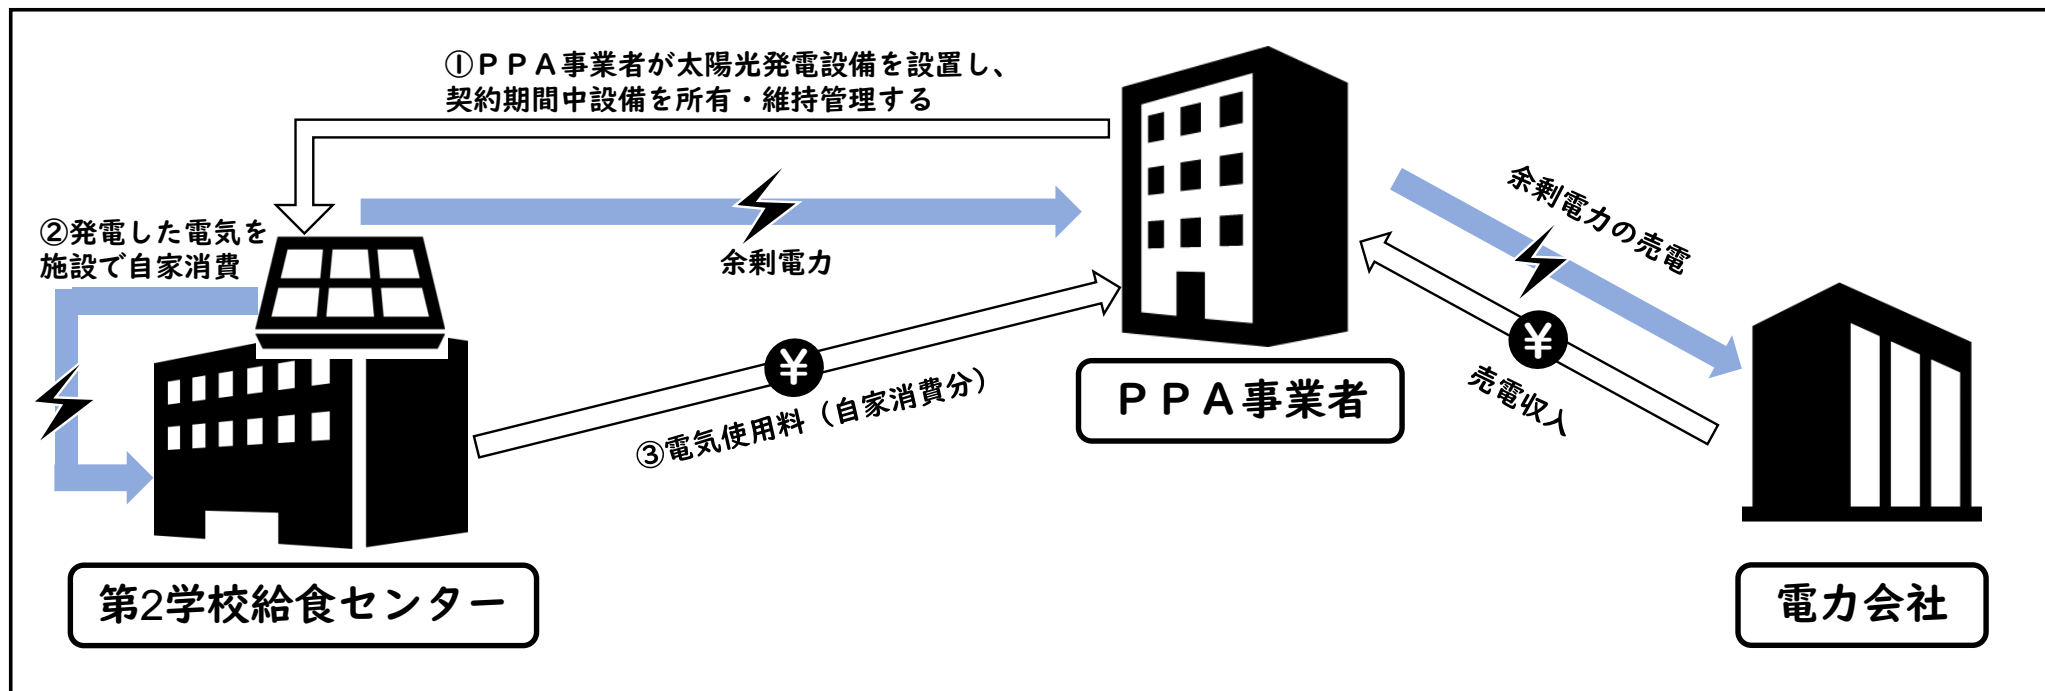 ①ＰＰＡ事業者が太陽光発電設備を設置し、
契約期間中設備を所有・維持管理する
②発電した電気を
施設で自家消費
余剰電力
余剰電力の売電
¥
¥
③電気使用料（自家消費分）
売電収入
ＰＰＡ事業者
第2学校給食センター
電力会社